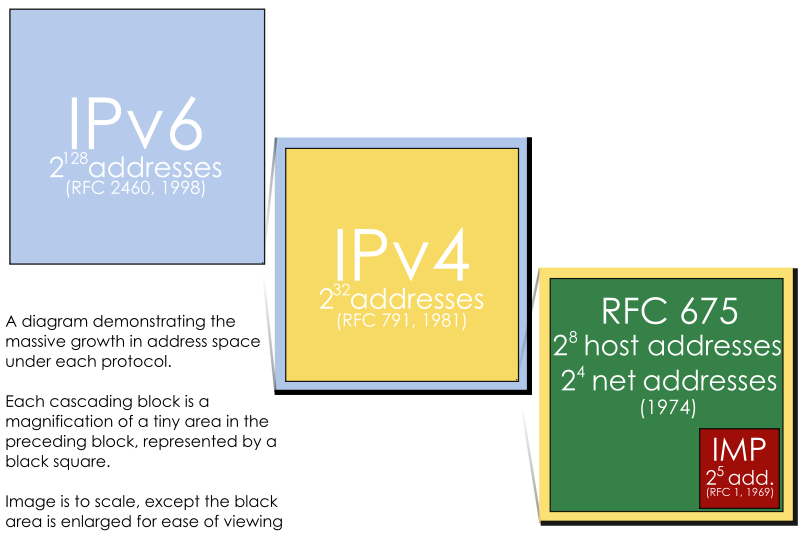 IPv6
2^128 addresses
(RFC 2460, 1998)
IPv4
2^32 addresses
(RFC 791, 1981)
RFC 675
2^8 host addresses
2^4 net addresses
(1974)
IMP
2^5 add.
(RFC 1, 1969)
A diagram demonstrating the
massive growth in address space
under each protocol.
Each cascading block is a
magnification of a tiny area in the
preceding block, represented by a
black square.
Image is to scale, except the black
area is enlarged for ease of viewing